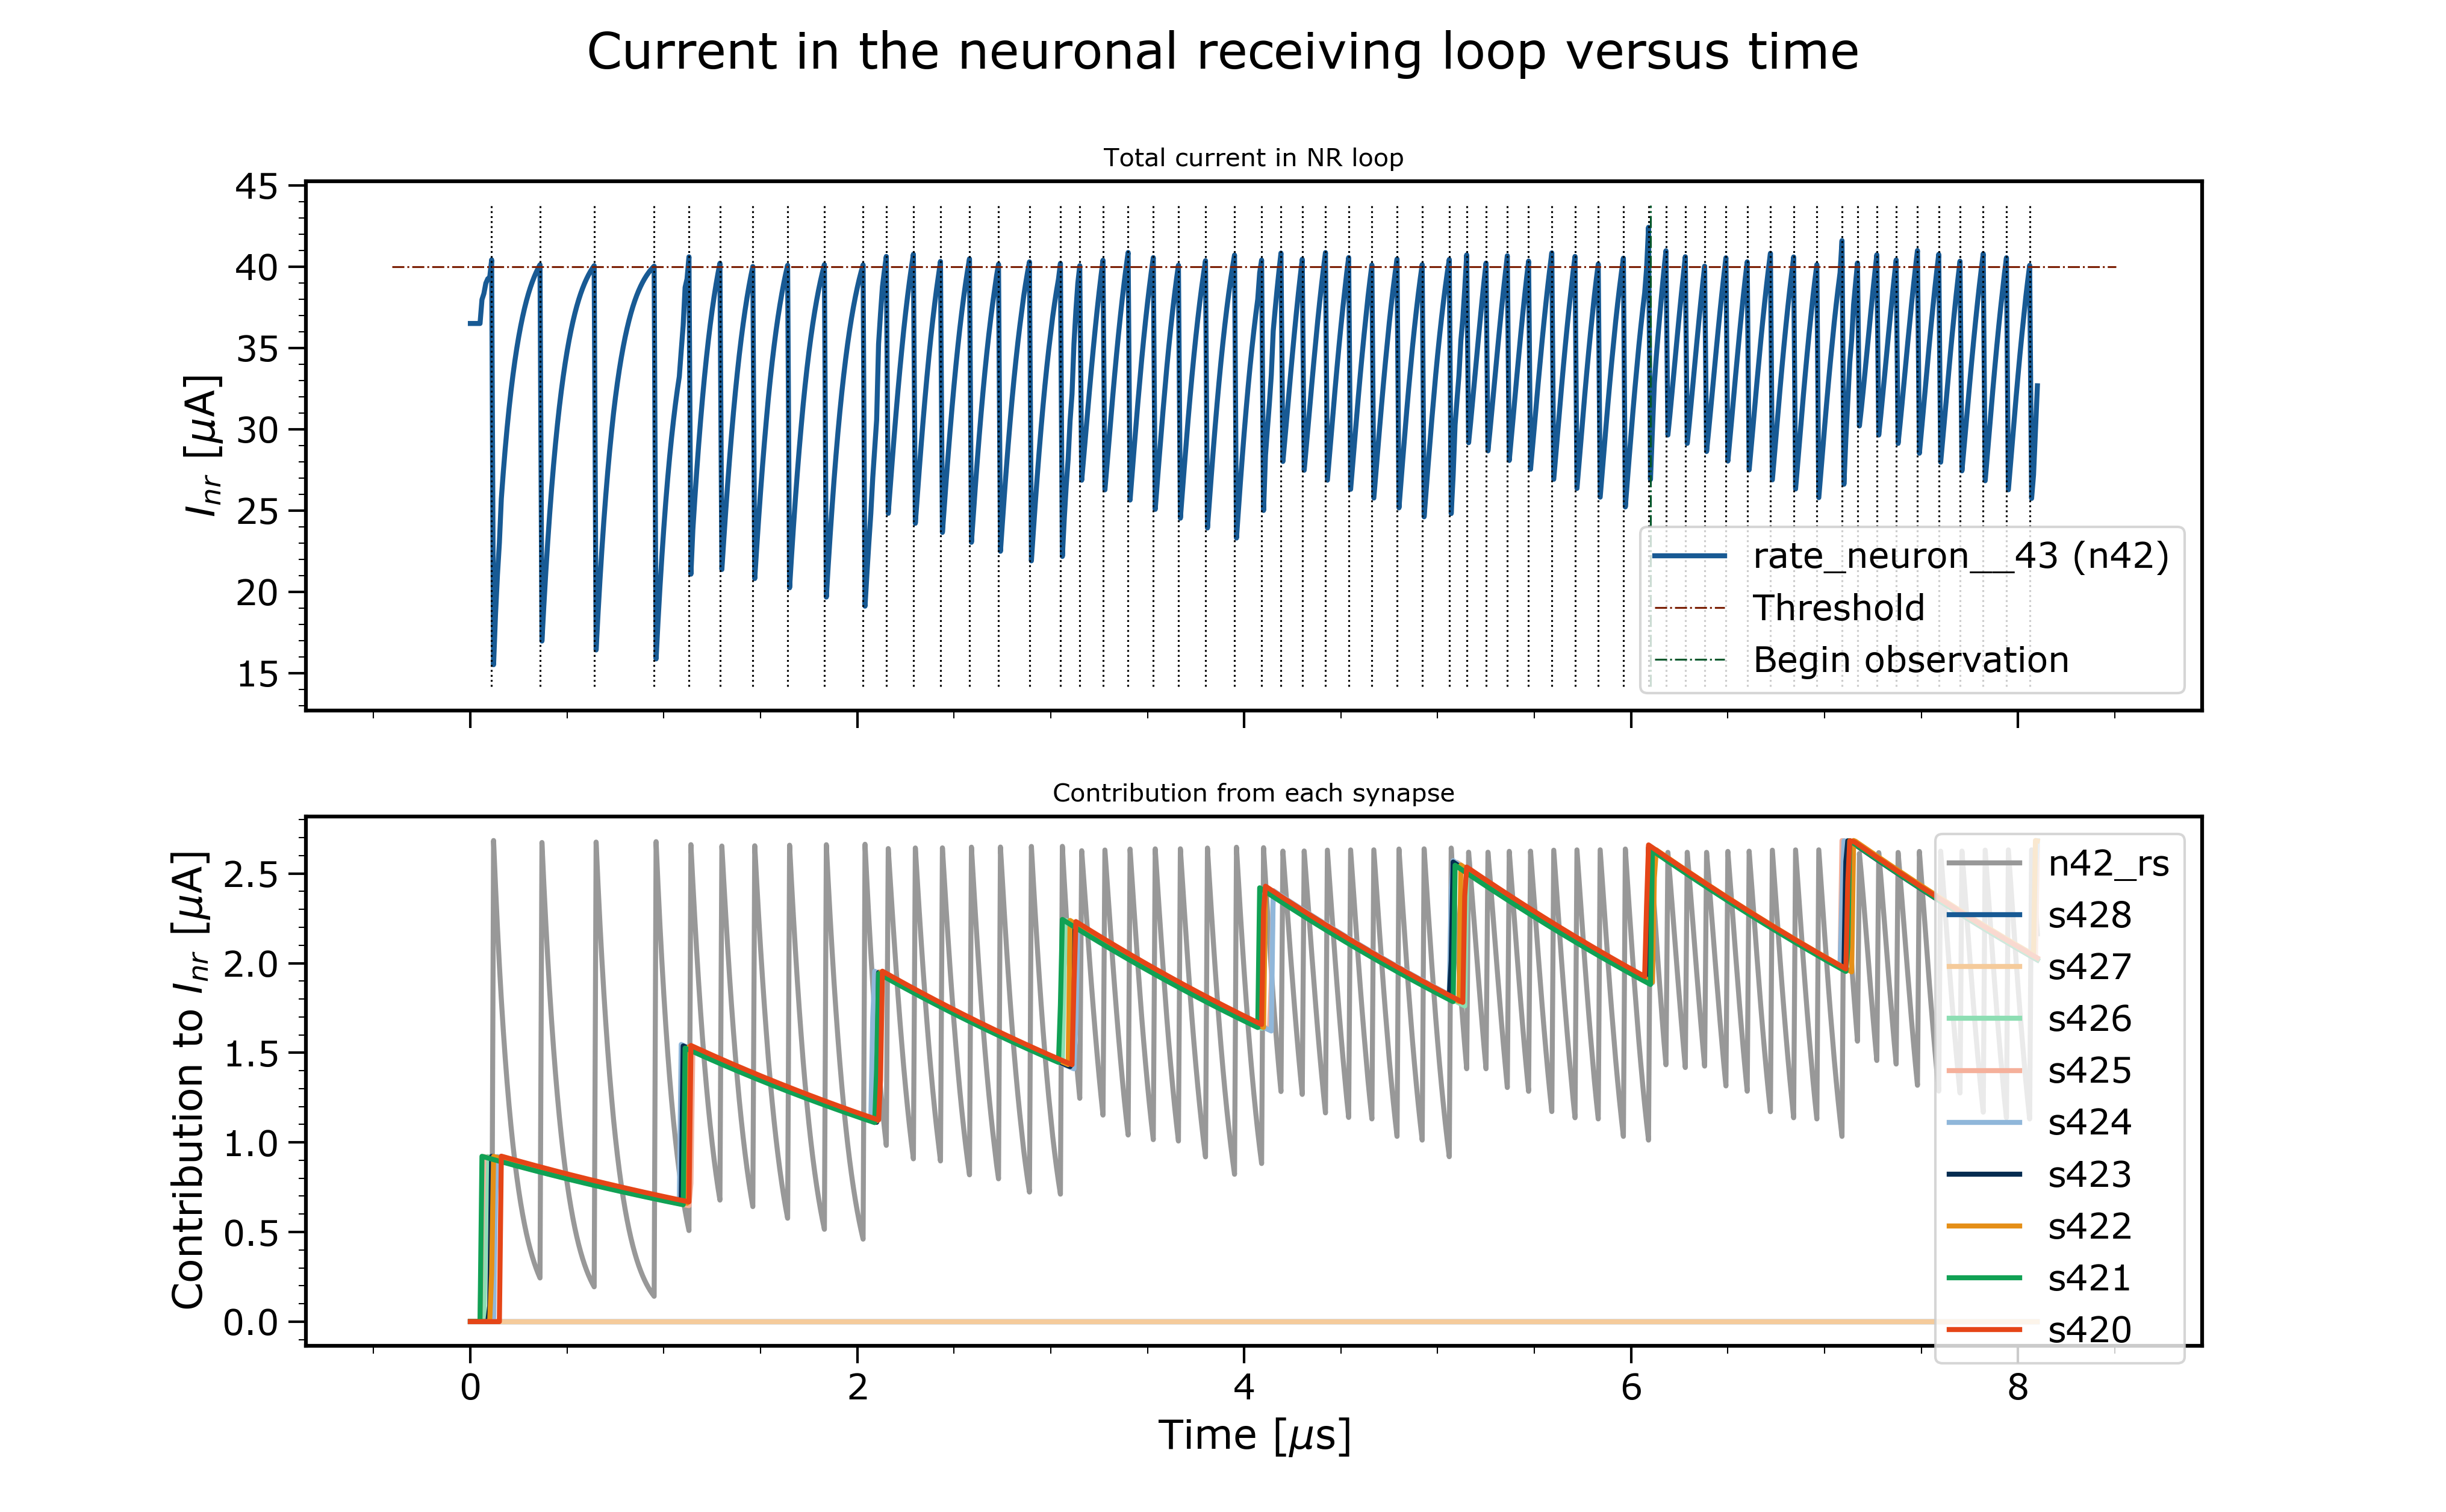 Current in the neuronal receiving loop versus time
Total current in NR loop
45
40
35
30
25
20
15
I_nr [μA]
rate_neuron__43 (n42)
Threshold
Begin observation
Contribution from each synapse
2.5
2.0
1.5
1.0
0.5
0.0
Contribution to I_nr [μA]
n42_rs
s428
s427
s426
s425
s424
s423
s422
s421
s420
0 2 4 6 8
Time [μs]